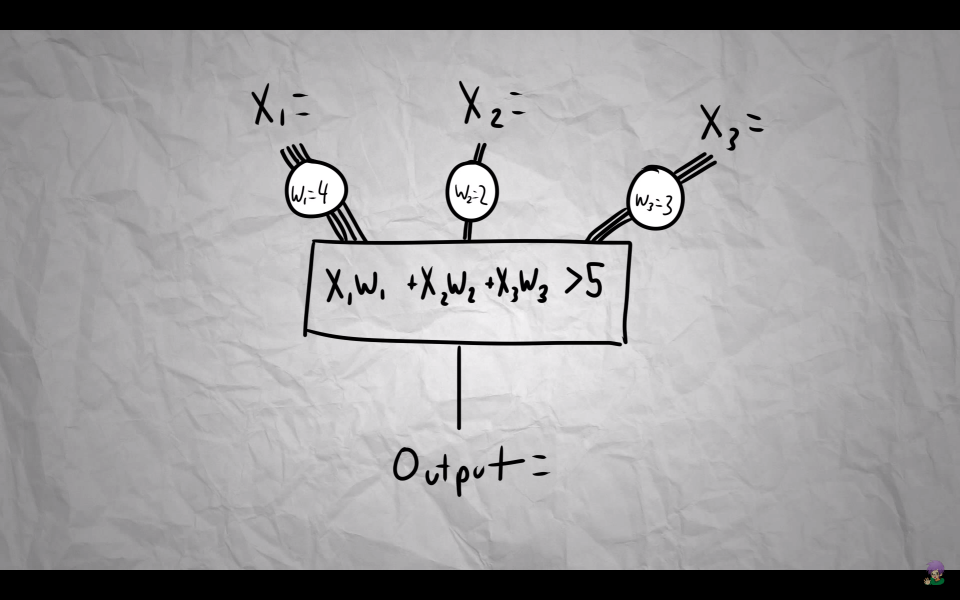 X₁=
X₂=
X₃=
W₁=4
W₂=2
W₃=3
X₁W₁ +X₂W₂ +X₃W₃ >5
Output=